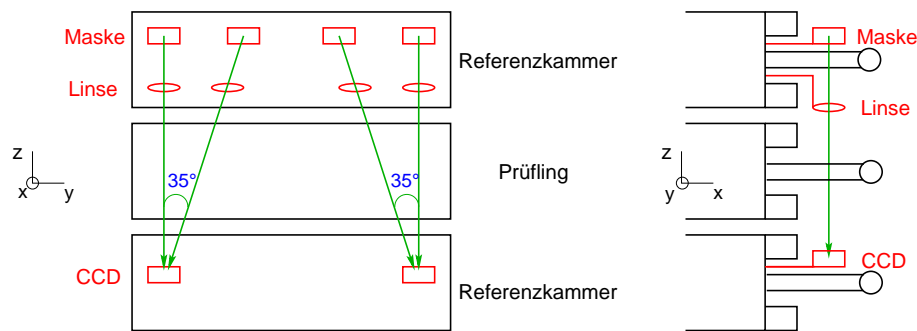 Maske
Linse
Referenzkammer
z
x
y
35°
35°
Prüfling
CCD
Referenzkammer
Maske
Linse
z
y
x
CCD